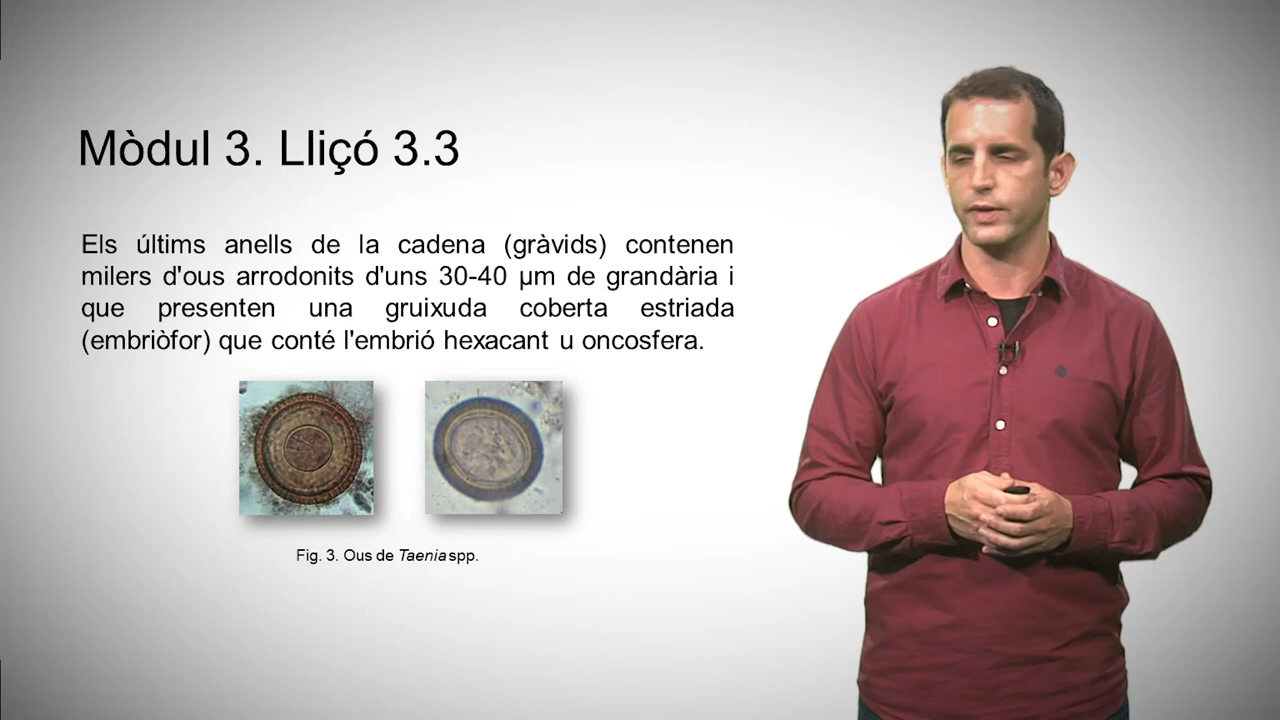 Mòdul 3. Lliçó 3.3
Els últims anells de la cadena (gràvids) contenen
milers d'ous arrodonits d'uns 30-40 µm de grandària i
que presenten una gruixuda coberta estriada
(embriòfor) que conté l'embrió hexacant u oncosfera.
Fig. 3. Ous de Taenia spp.